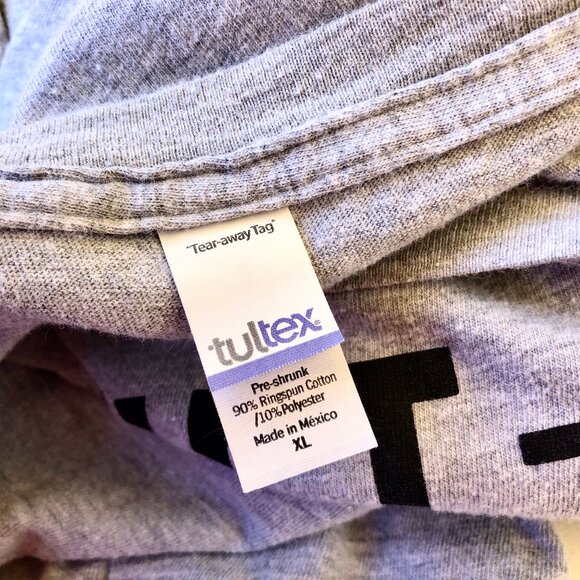 "Tear-away Tag"
tultex®
Pre-shrunk
90% Ringspun Cotton
/10% Polyester
Made in México
XL